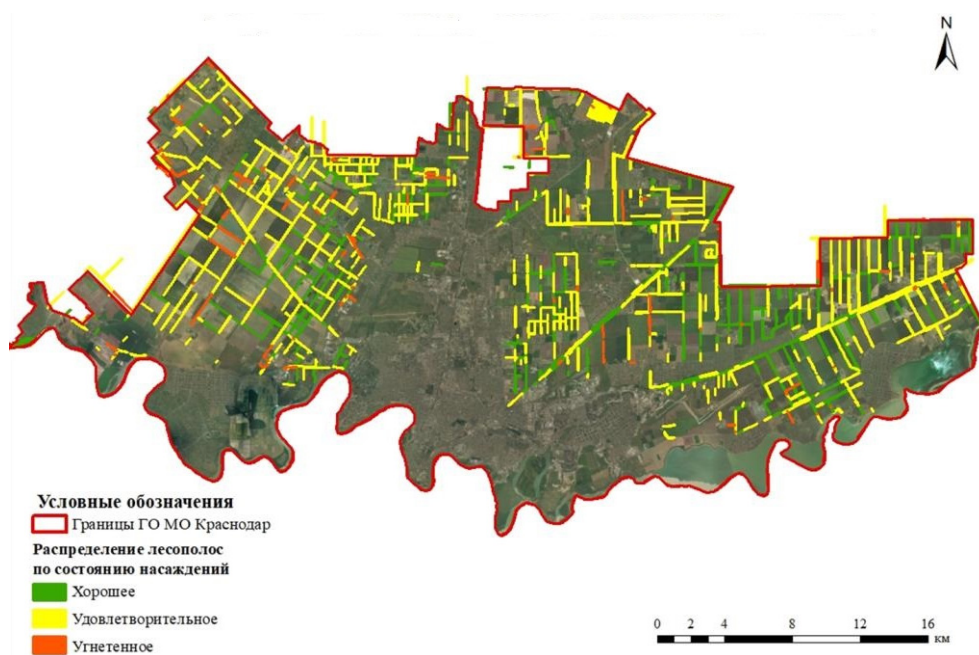 N
Условные обозначения
Границы ГО МО Краснодар
Распределение лесополос
по состоянию насаждений
Хорошее
Удовлетворительное
Угнетенное
0 2 4 8 12 16
км